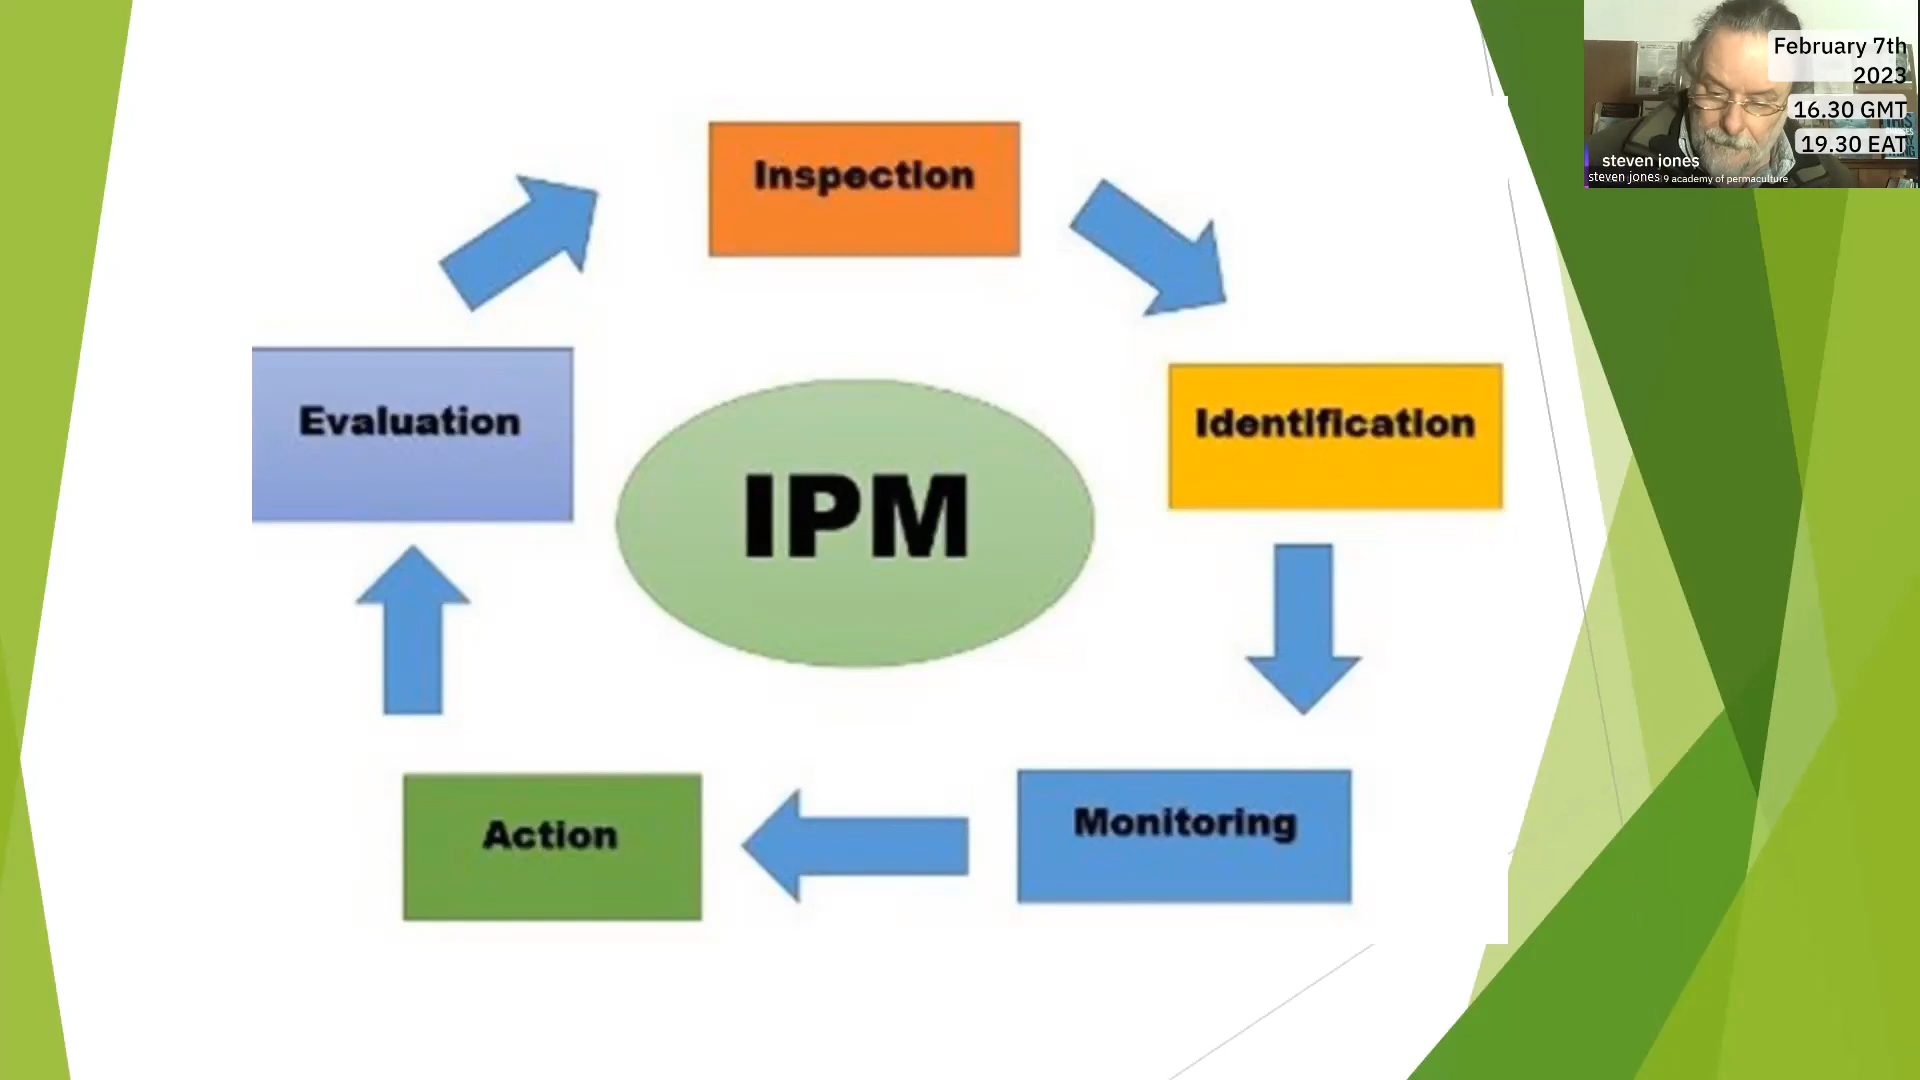 Inspection
Evaluation
Identification
IPM
Action
Monitoring
February 7th
2023
16.30 GMT
19.30 EAT
steven jones
steven jones 9 academy of permaculture